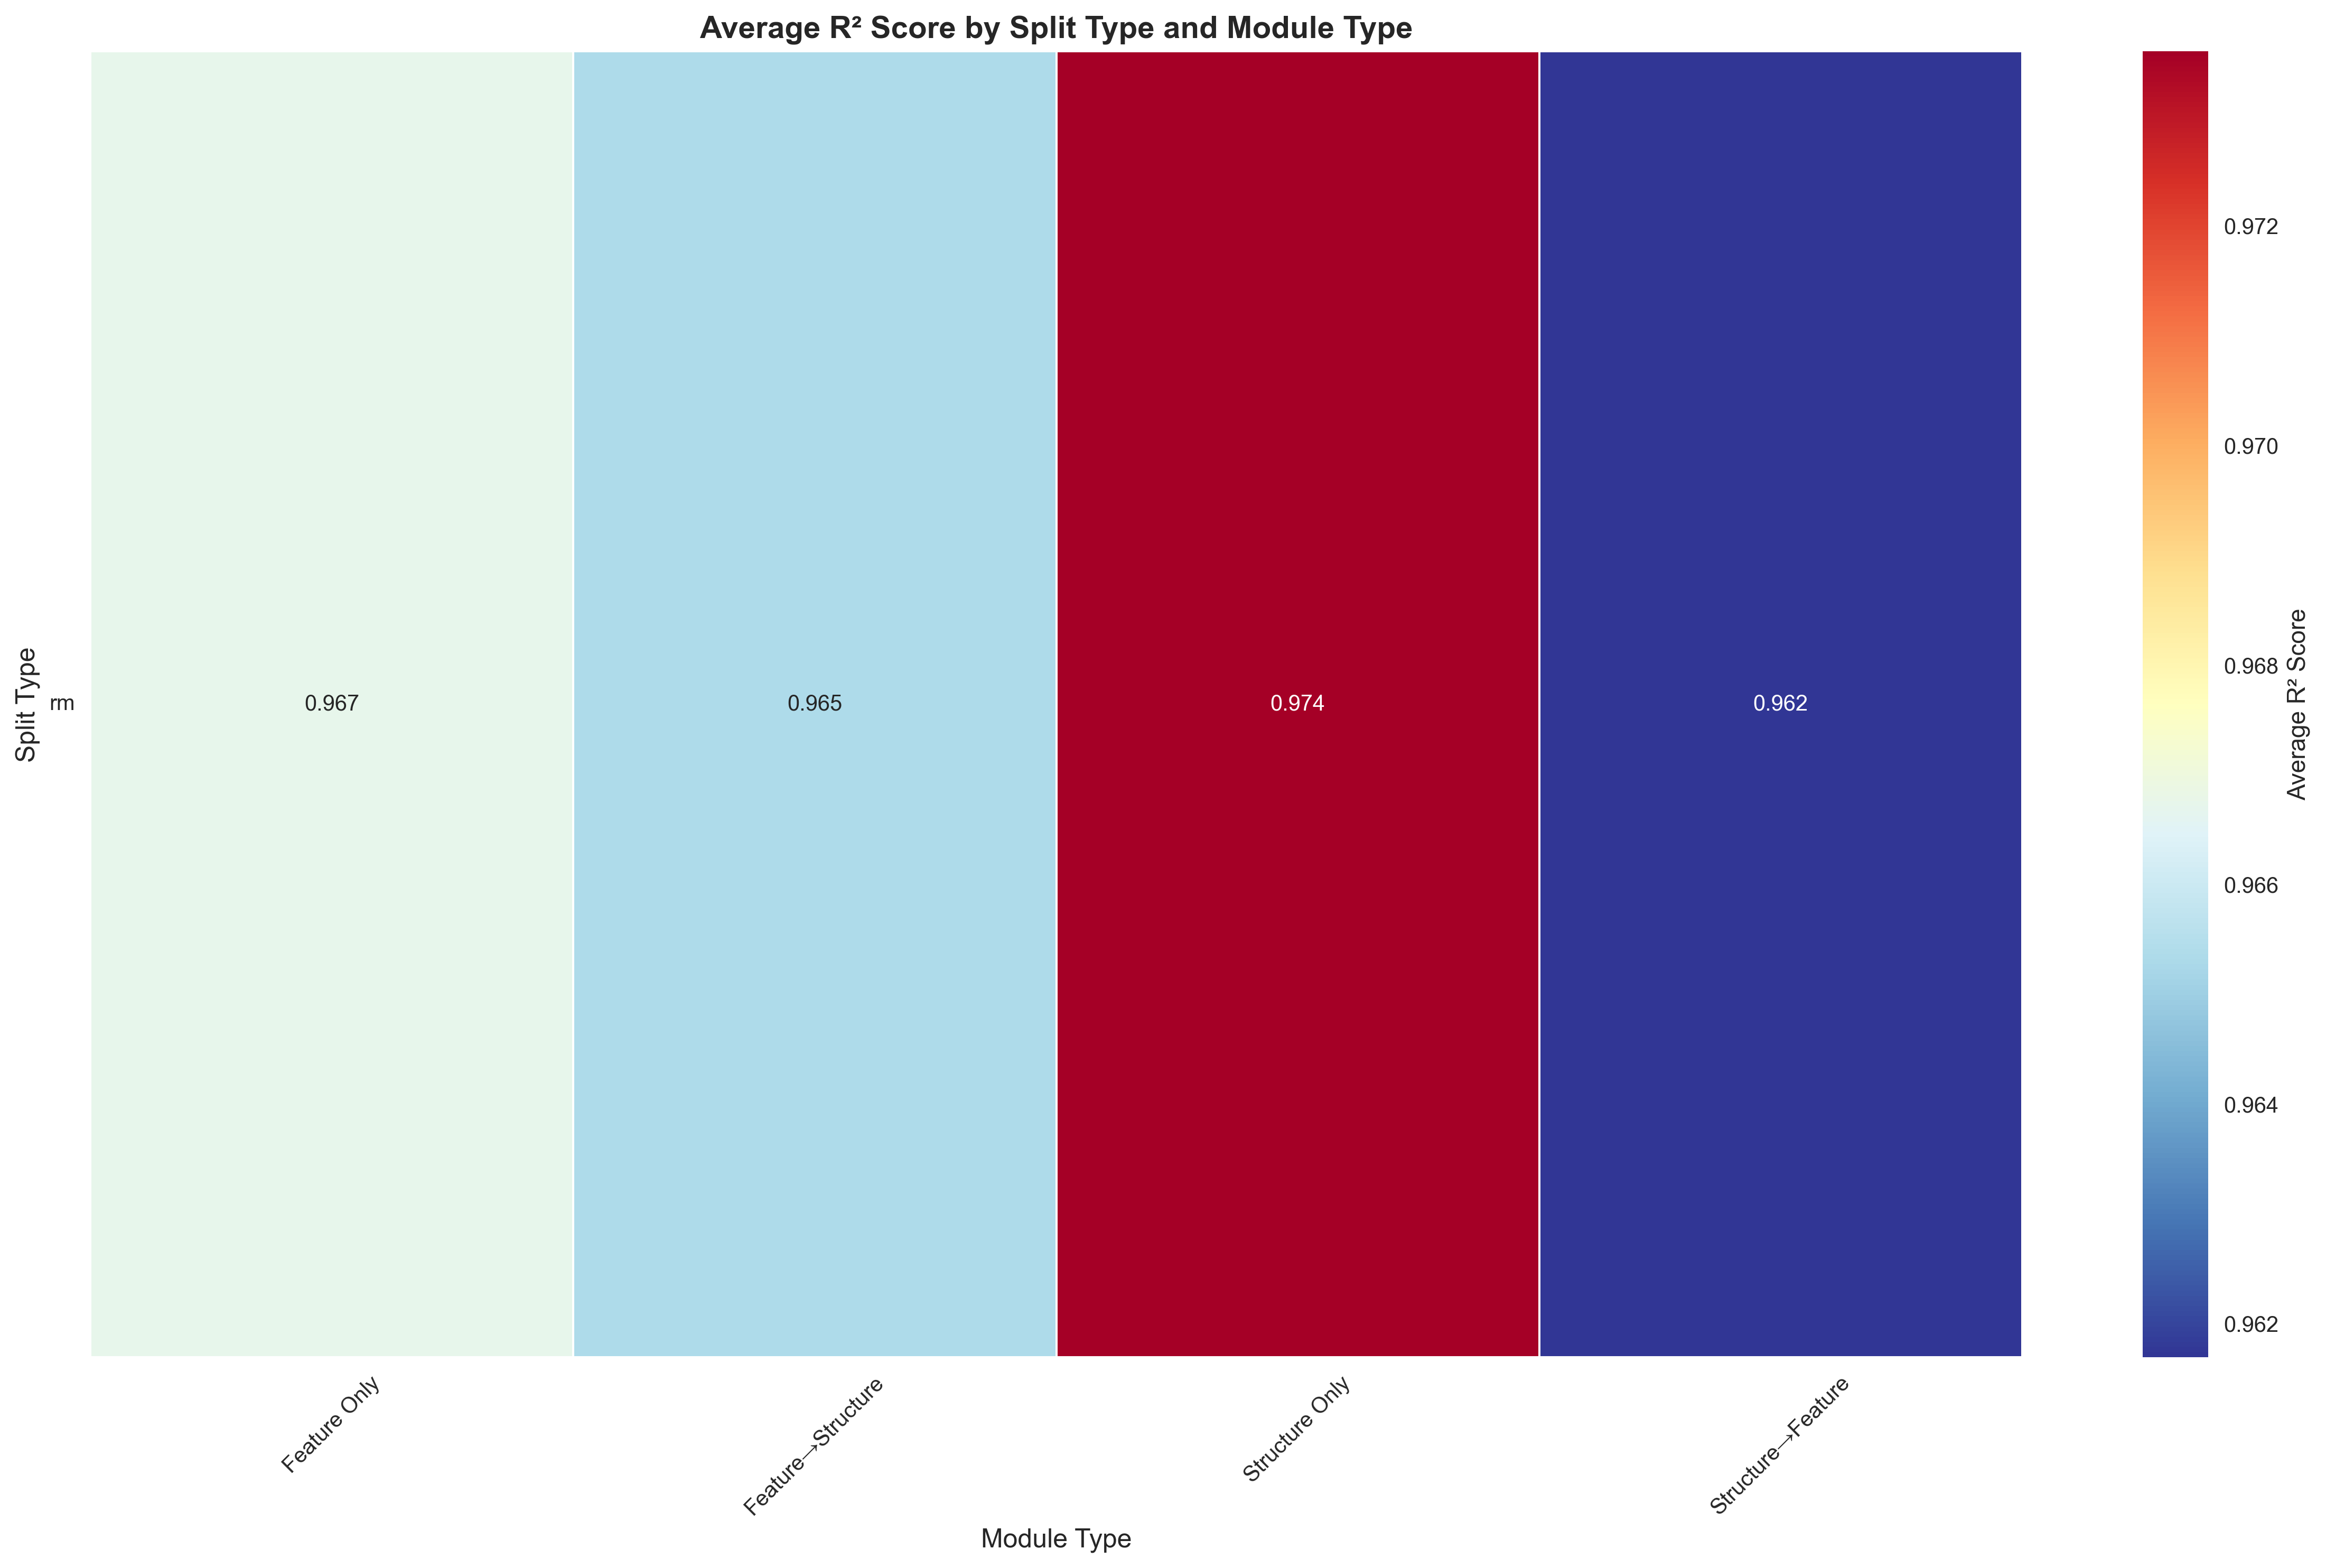 Average R² Score by Split Type and Module Type
Split Type
rm
0.967
0.965
0.974
0.962
Feature Only
Feature→Structure
Structure Only
Structure→Feature
Module Type
0.972
0.970
0.968
0.966
0.964
0.962
Average R² Score